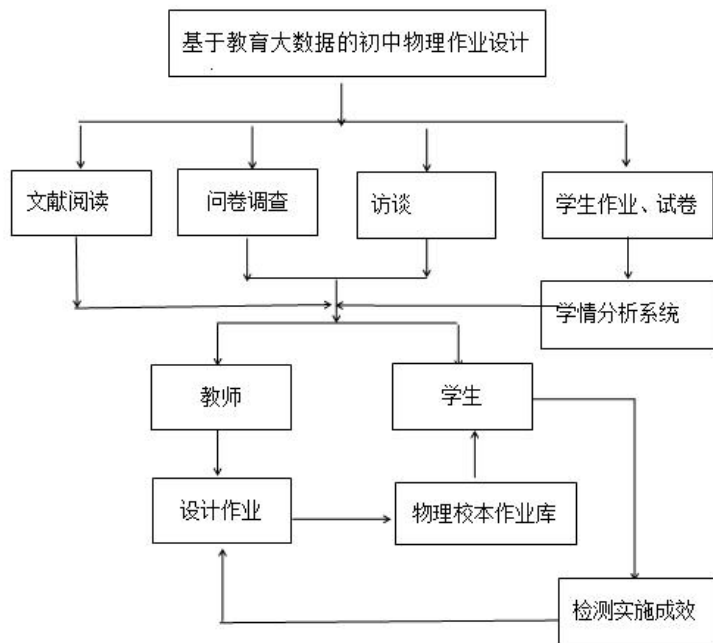 基于教育大数据的初中物理作业设计
文献阅读
问卷调查
访谈
学生作业、试卷
学情分析系统
教师
学生
设计作业
物理校本作业库
检测实施成效